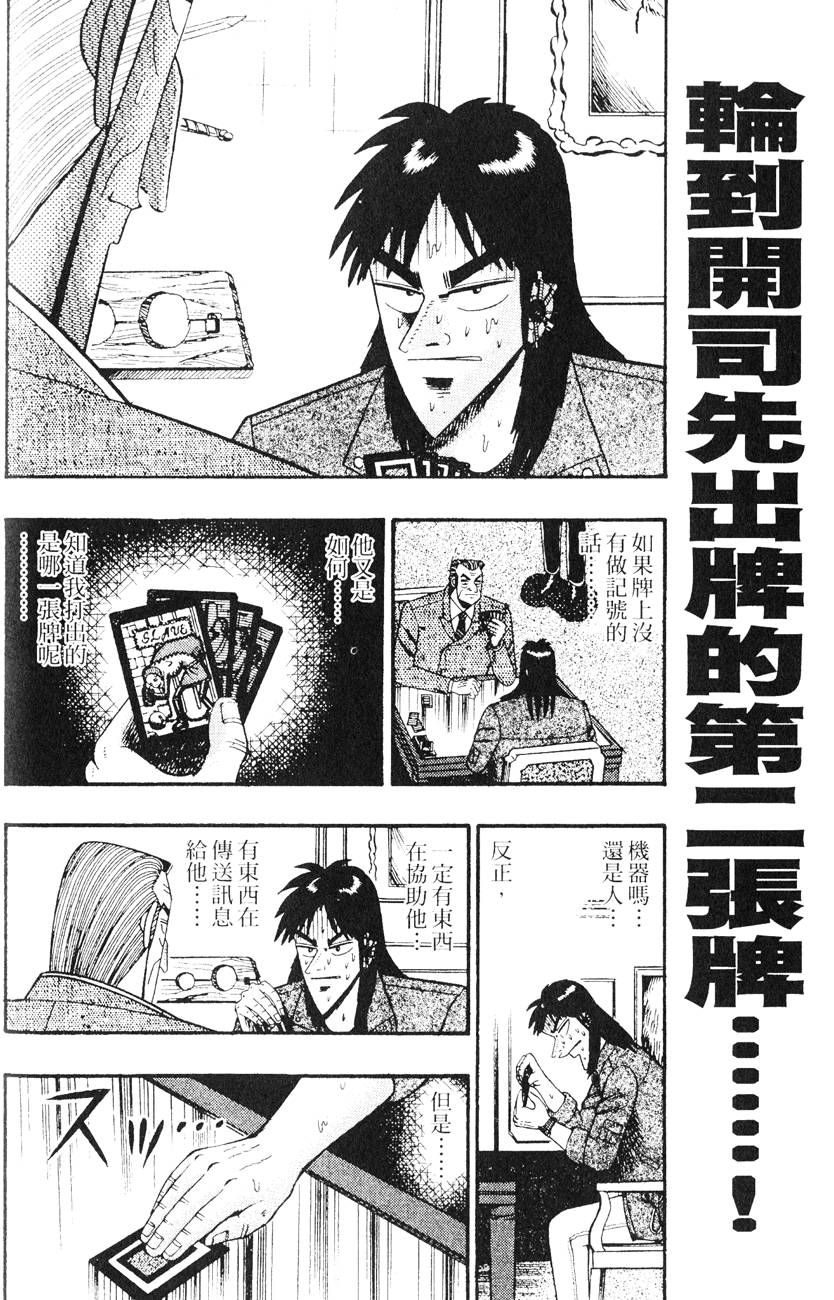 輪到開司先出牌的第二張牌……！
如果牌上沒
有做記號的
話……
他又是
如何……
知道我打出的
是哪一張牌呢
…………
SLAVE
機器嗎…
還是人…
反正，
一定有東西
在協助他…
有東西在
傳送訊息
給他……
但是……
スッ…